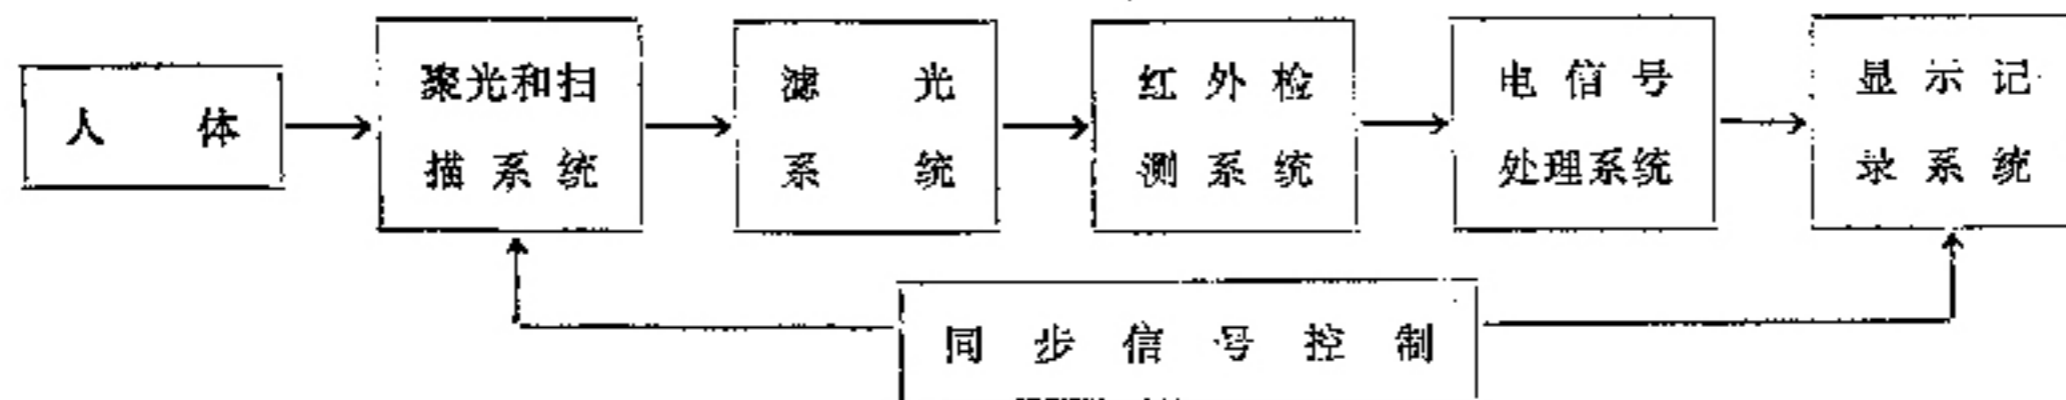 人体
聚光和扫
描系统
滤光
系统
红外检
测系统
电信号
处理系统
显示记
录系统
同步信号控制